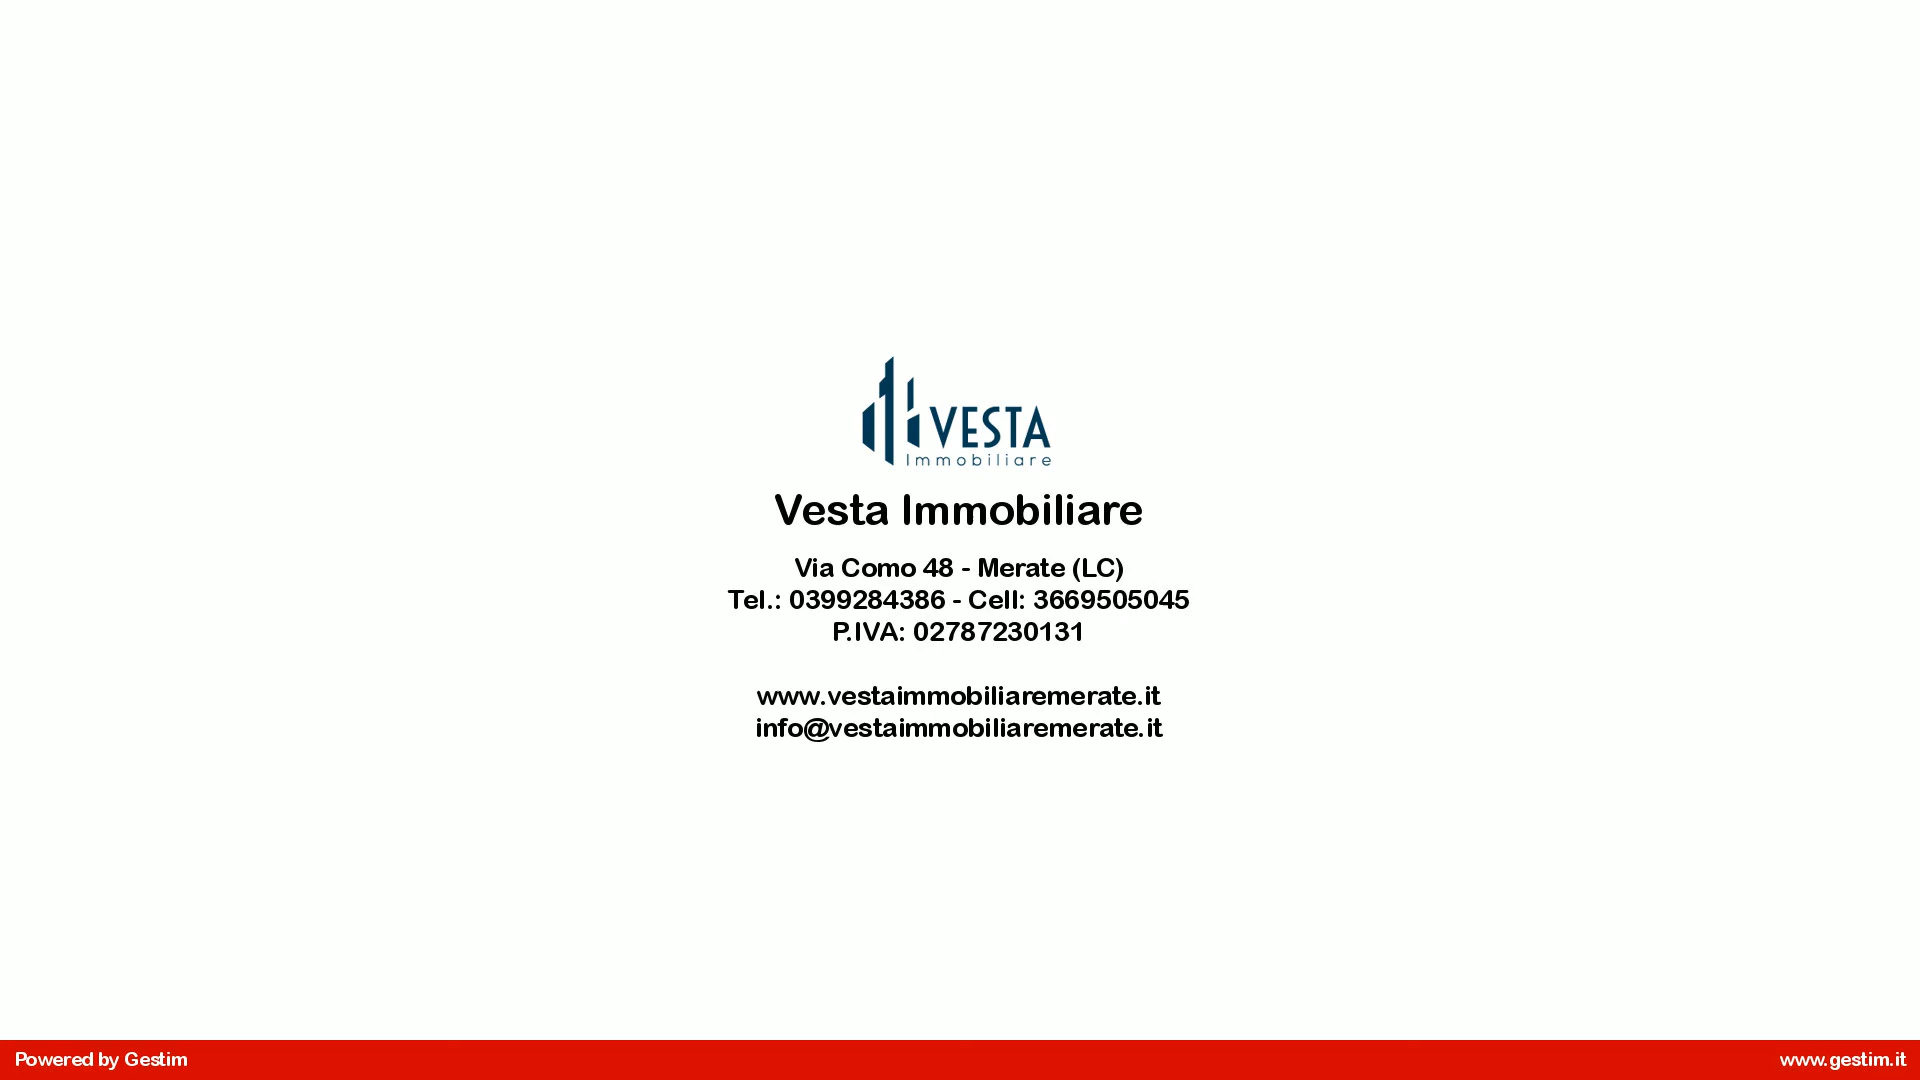 VESTA
Immobiliare
Vesta Immobiliare
Via Como 48 - Merate (LC)
Tel.: 0399284386 - Cell: 3669505045
P.IVA: 02787230131
www.vestaimmobiliaremerate.it
info@vestaimmobiliaremerate.it
Powered by Gestim
www.gestim.it